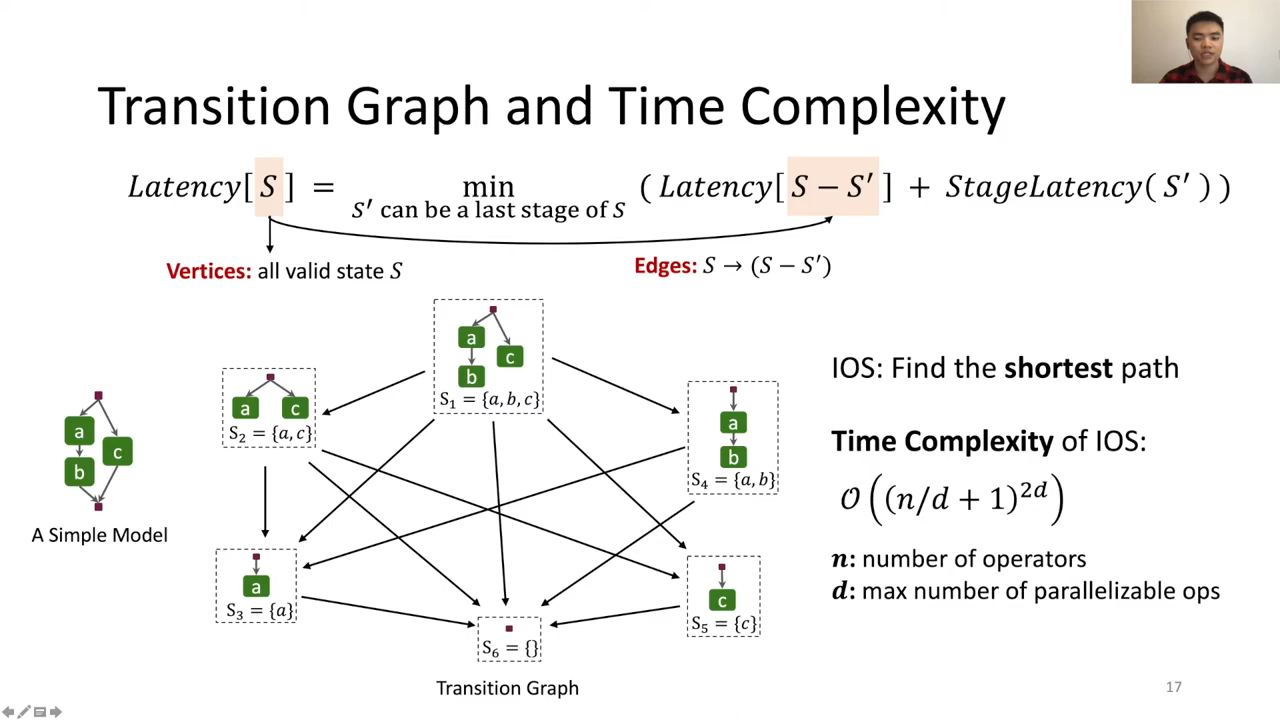 Transition Graph and Time Complexity
Latency[ S ] = min ( Latency[ S − S′ ] + StageLatency( S′ ) )
S′ can be a last stage of S
Vertices: all valid state S
Edges: S → (S − S′)
a
b
c
A Simple Model
a
c
S₂ = {a,c}
a
b
c
S₁ = {a,b,c}
a
b
S₄ = {a,b}
a
S₃ = {a}
S₆ = {}
c
S₅ = {c}
Transition Graph
IOS: Find the shortest path
Time Complexity of IOS:
𝒪((n/d + 1)²ᵈ)
n: number of operators
d: max number of parallelizable ops
17